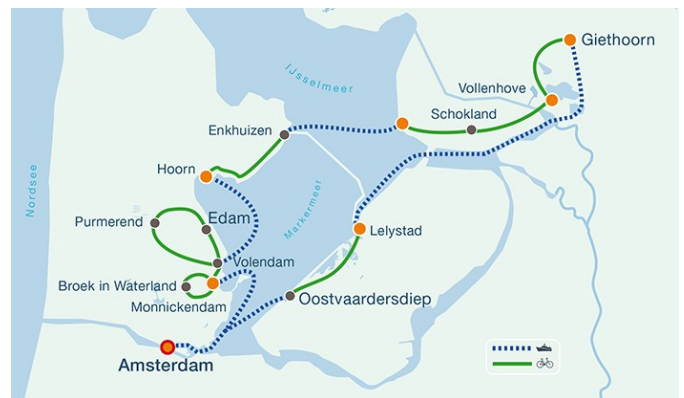 Giethoorn
IJsselmeer
Vollenhove
Schokland
Enkhuizen
Hoorn
Nordsee
Markermeer
Purmerend
Edam
Lelystad
Volendam
Broek in Waterland
Monnickendam
Oostvaardersdiep
Amsterdam